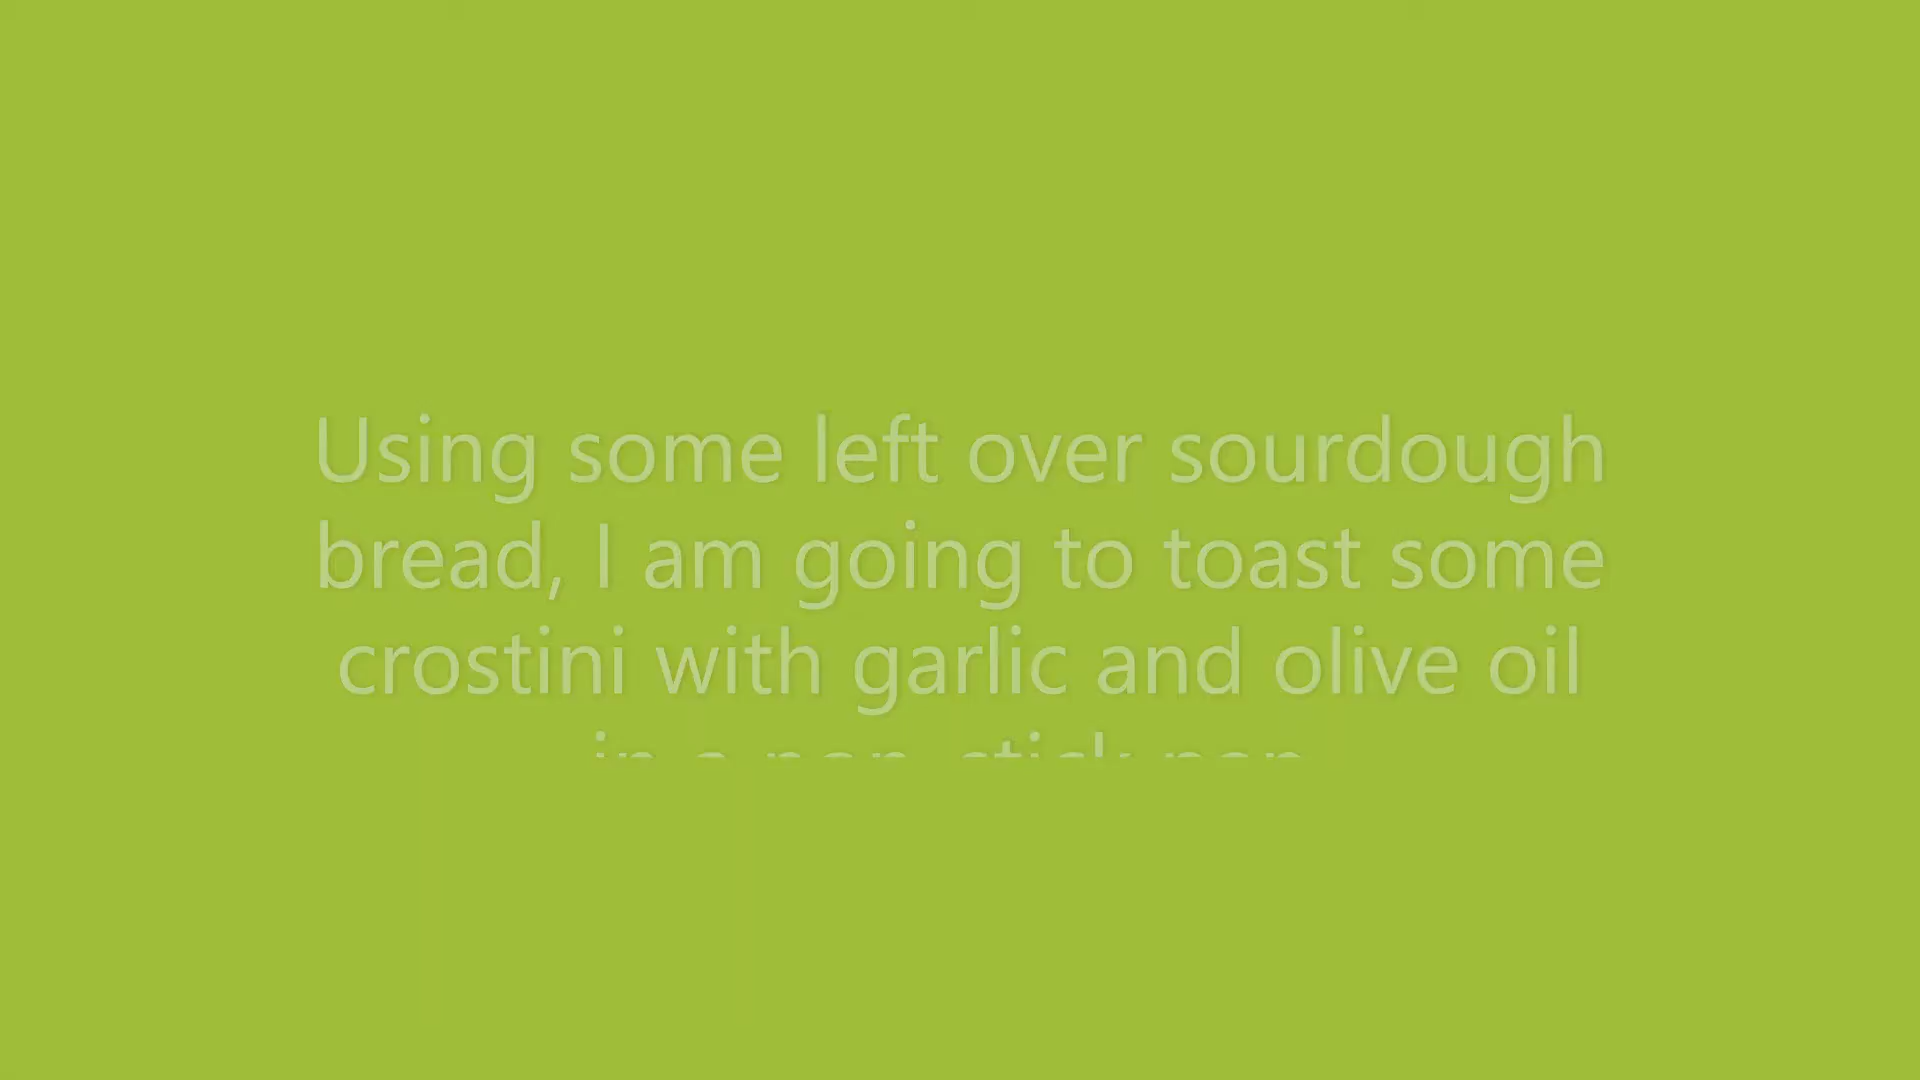 Using some left over sourdough
bread, I am going to toast some
crostini with garlic and olive oil
in a non-stick pan